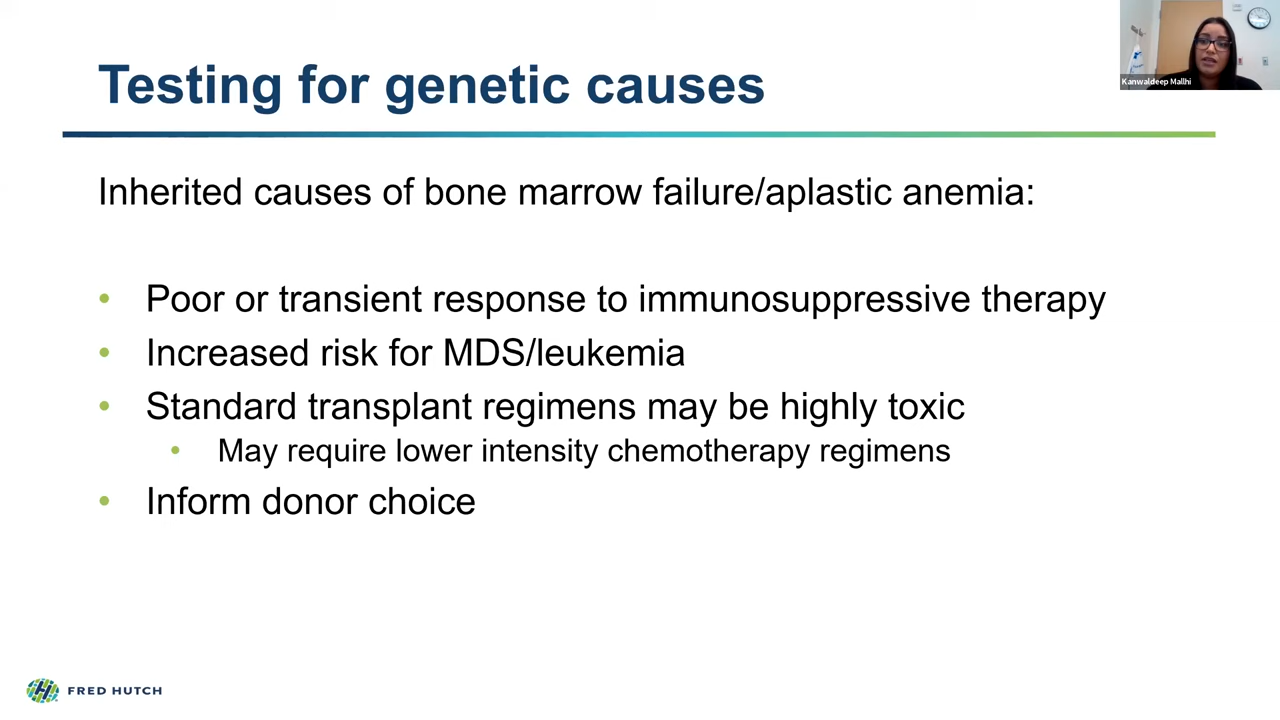 Testing for genetic causes
Kanwaldeep Mallhi
Inherited causes of bone marrow failure/aplastic anemia:
• Poor or transient response to immunosuppressive therapy
• Increased risk for MDS/leukemia
• Standard transplant regimens may be highly toxic
• May require lower intensity chemotherapy regimens
• Inform donor choice
FRED HUTCH